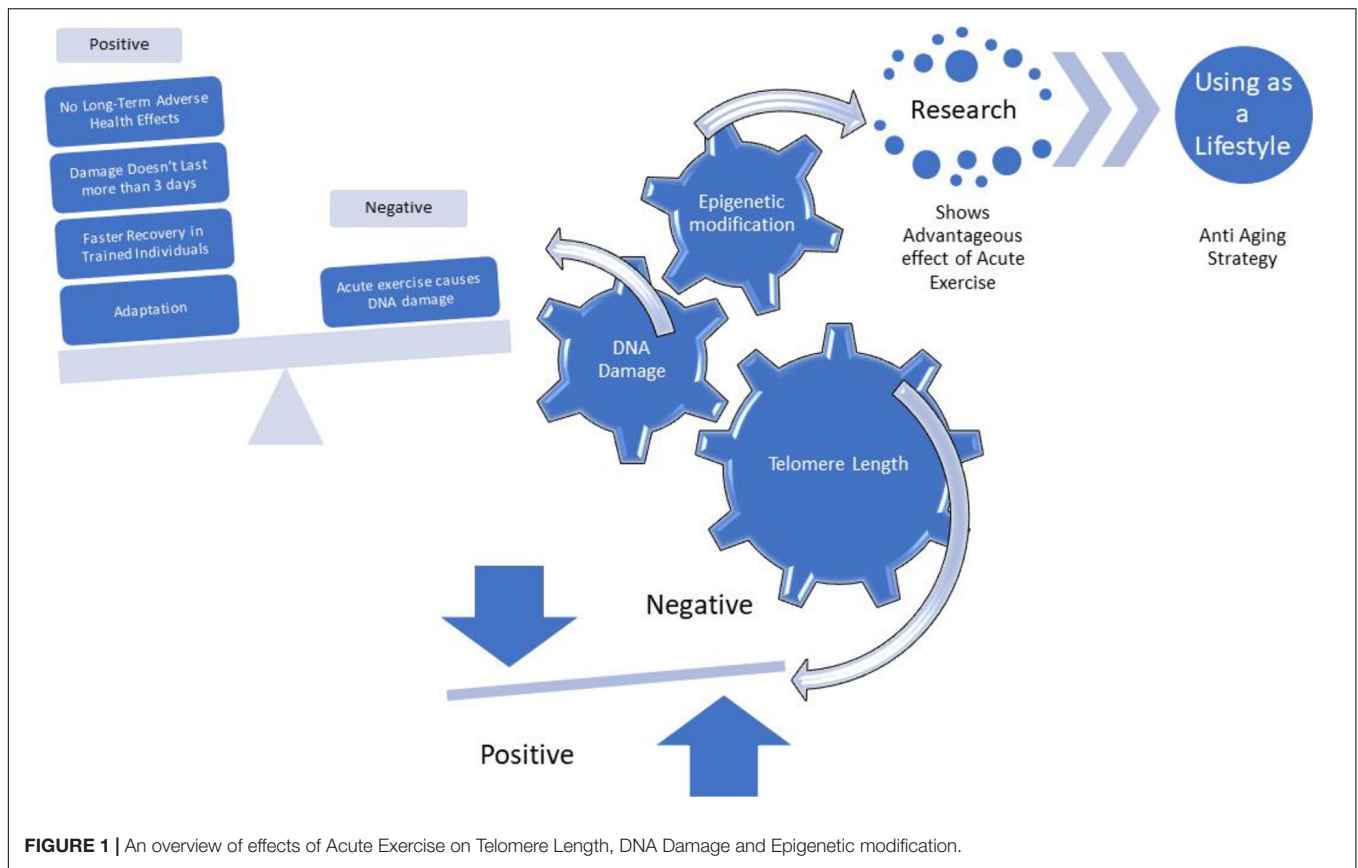 Positive
No Long-Term Adverse
Health Effects
Damage Doesn't Last
more than 3 days
Faster Recovery in
Trained Individuals
Adaptation
Negative
Acute exercise causes
DNA damage
DNA
Damage
Epigenetic
modification
Telomere Length
Research
Shows
Advantageous
effect of Acute
Exercise
Using as
a
Lifestyle
Anti Aging
Strategy
Negative
Positive
FIGURE 1 | An overview of effects of Acute Exercise on Telomere Length, DNA Damage and Epigenetic modification.